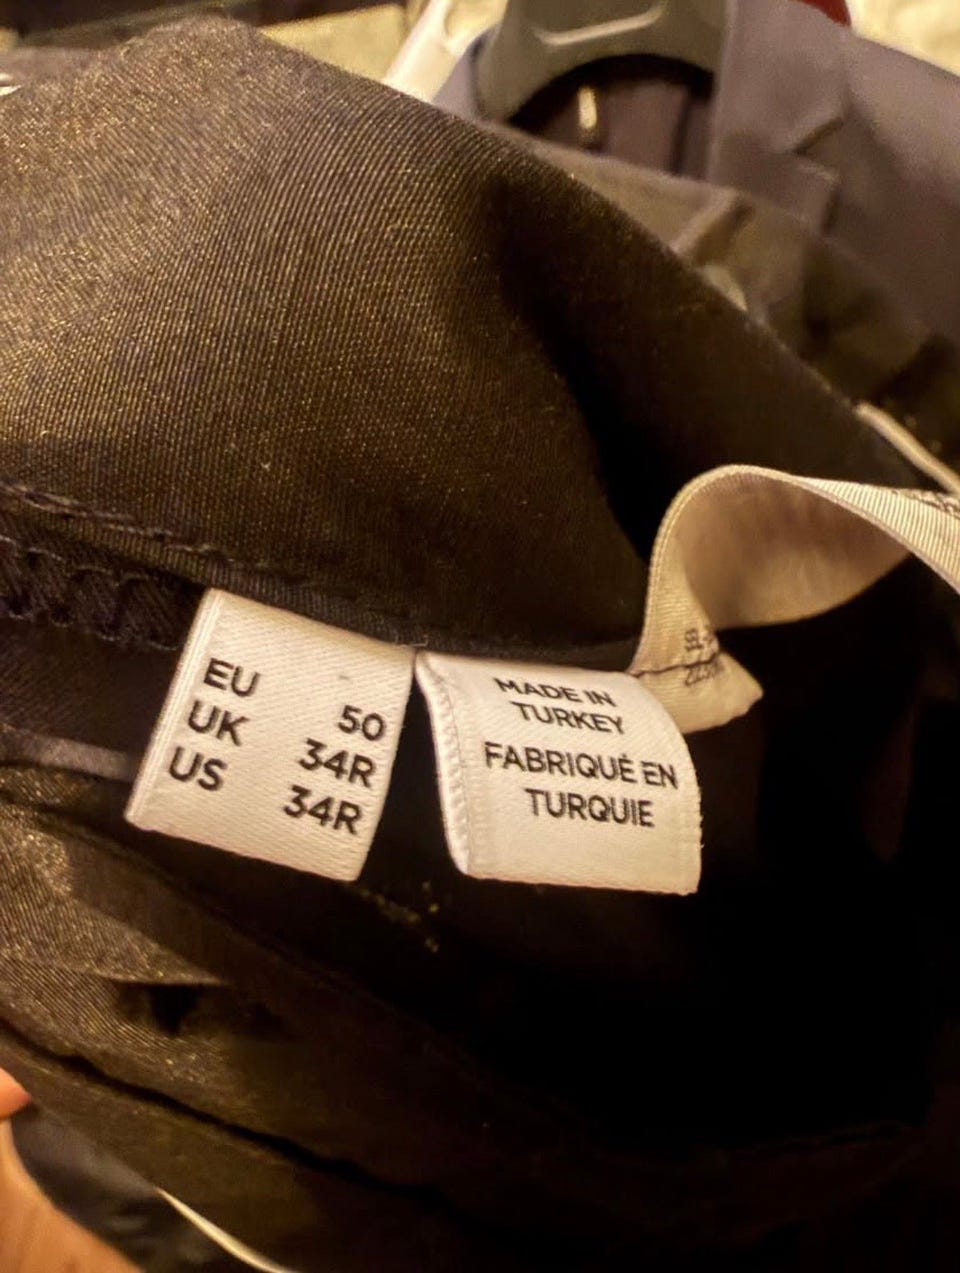 EU 50
UK 34R
US 34R
MADE IN
TURKEY
FABRIQUÉ EN
TURQUIE